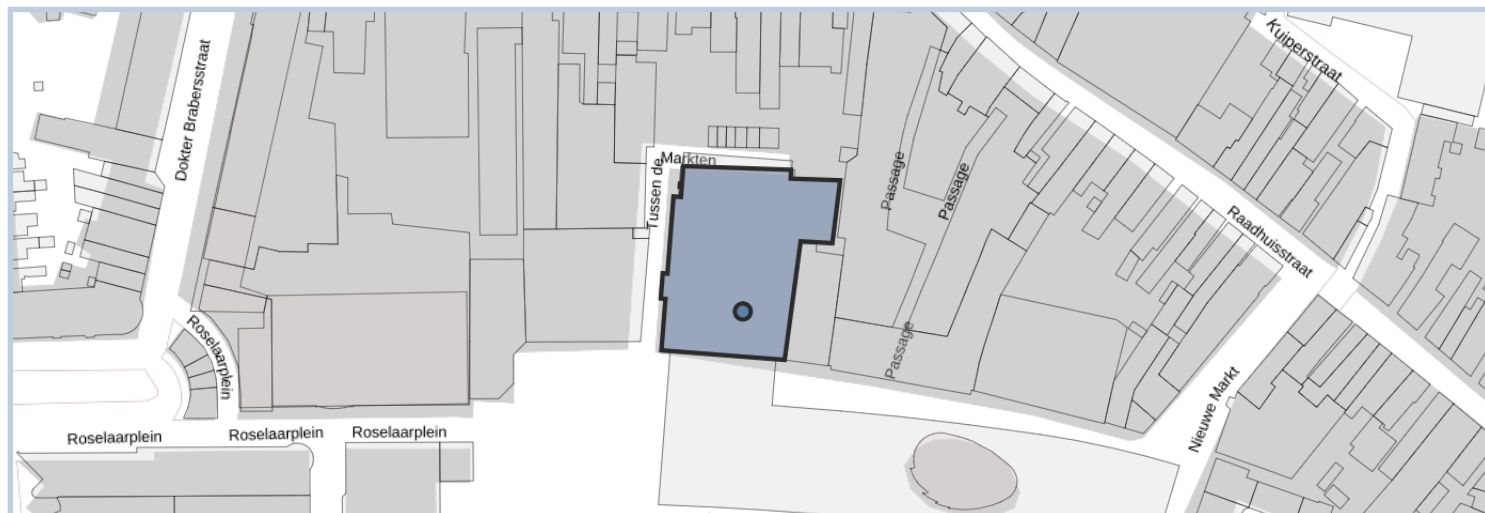 Kuiperstraat
Dokter Brabersstraat
Tussen de
Markten
Passage
Passage
Raadhuisstraat
Roselaarplein
Passage
Nieuwe Markt
Roselaarplein
Roselaarplein
Roselaarplein